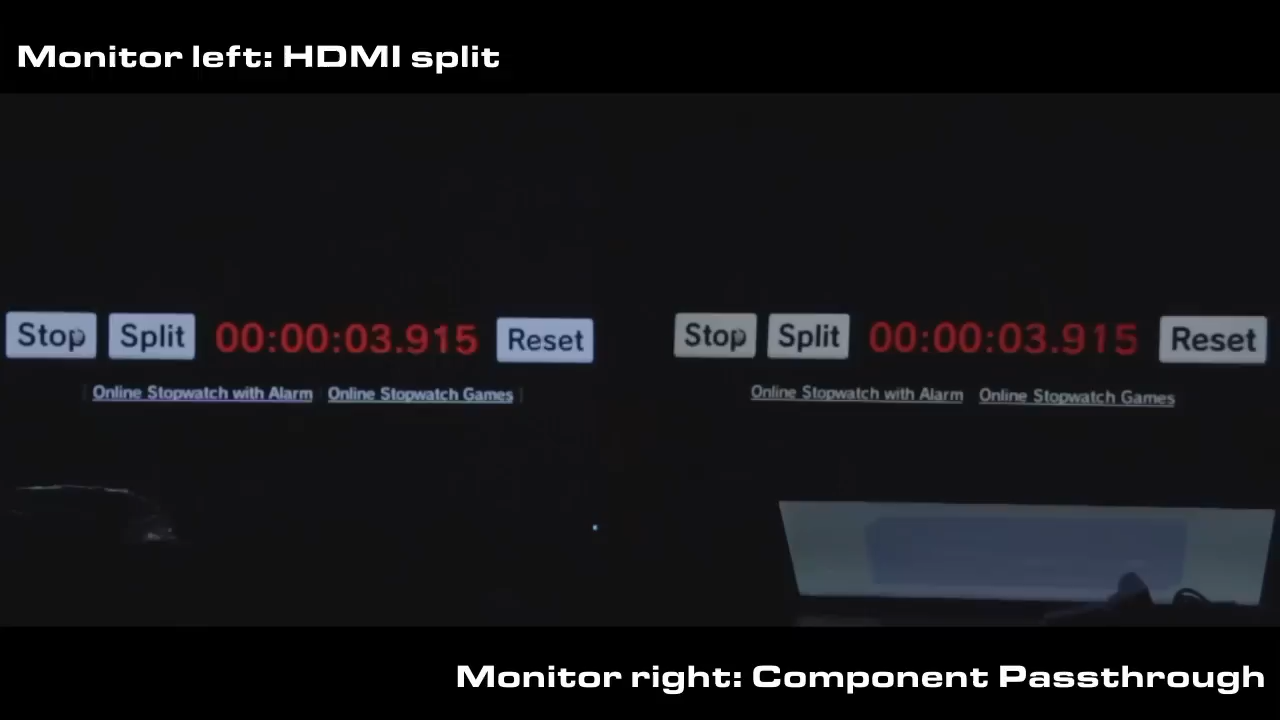 Monitor left: HDMI split
Stop Split 00:00:03.915 Reset
Online Stopwatch with Alarm Online Stopwatch Games
Stop Split 00:00:03.915 Reset
Online Stopwatch with Alarm Online Stopwatch Games
Monitor right: Component Passthrough